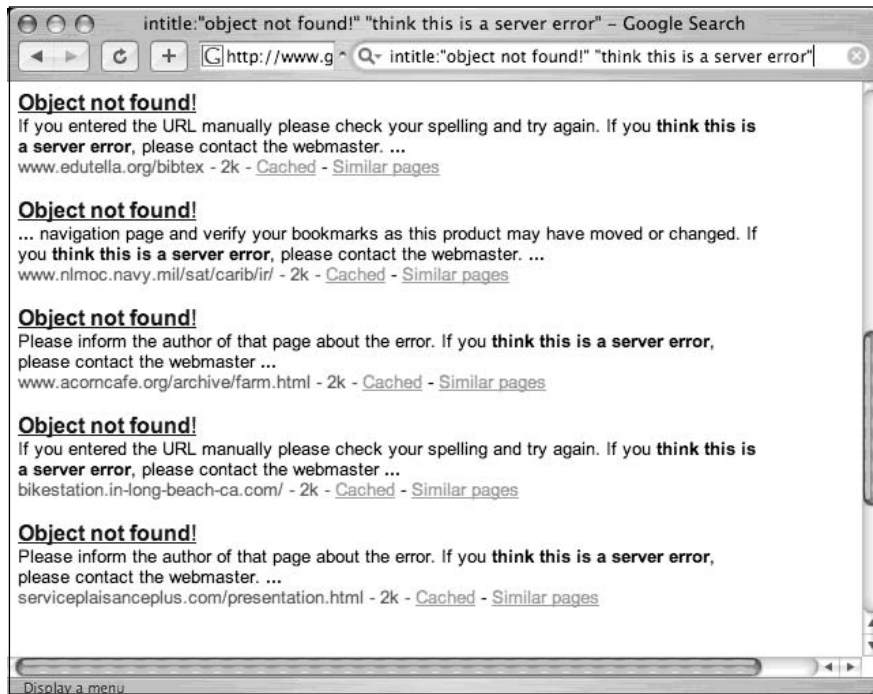 intitle:"object not found!" "think this is a server error" – Google Search
G http://www.g intitle:"object not found!" "think this is a server error"
Object not found!
If you entered the URL manually please check your spelling and try again. If you think this is
a server error, please contact the webmaster. ...
www.edutella.org/bibtex - 2k - Cached - Similar pages
Object not found!
... navigation page and verify your bookmarks as this product may have moved or changed. If
you think this is a server error, please contact the webmaster. ...
www.nlmoc.navy.mil/sat/carib/ir/ - 2k - Cached - Similar pages
Object not found!
Please inform the author of that page about the error. If you think this is a server error,
please contact the webmaster ...
www.acorncafe.org/archive/farm.html - 2k - Cached - Similar pages
Object not found!
If you entered the URL manually please check your spelling and try again. If you think this is
a server error, please contact the webmaster ...
bikestation.in-long-beach-ca.com/ - 2k - Cached - Similar pages
Object not found!
Please inform the author of that page about the error. If you think this is a server error,
please contact the webmaster. ...
serviceplaisanceplus.com/presentation.html - 2k - Cached - Similar pages
Display a menu